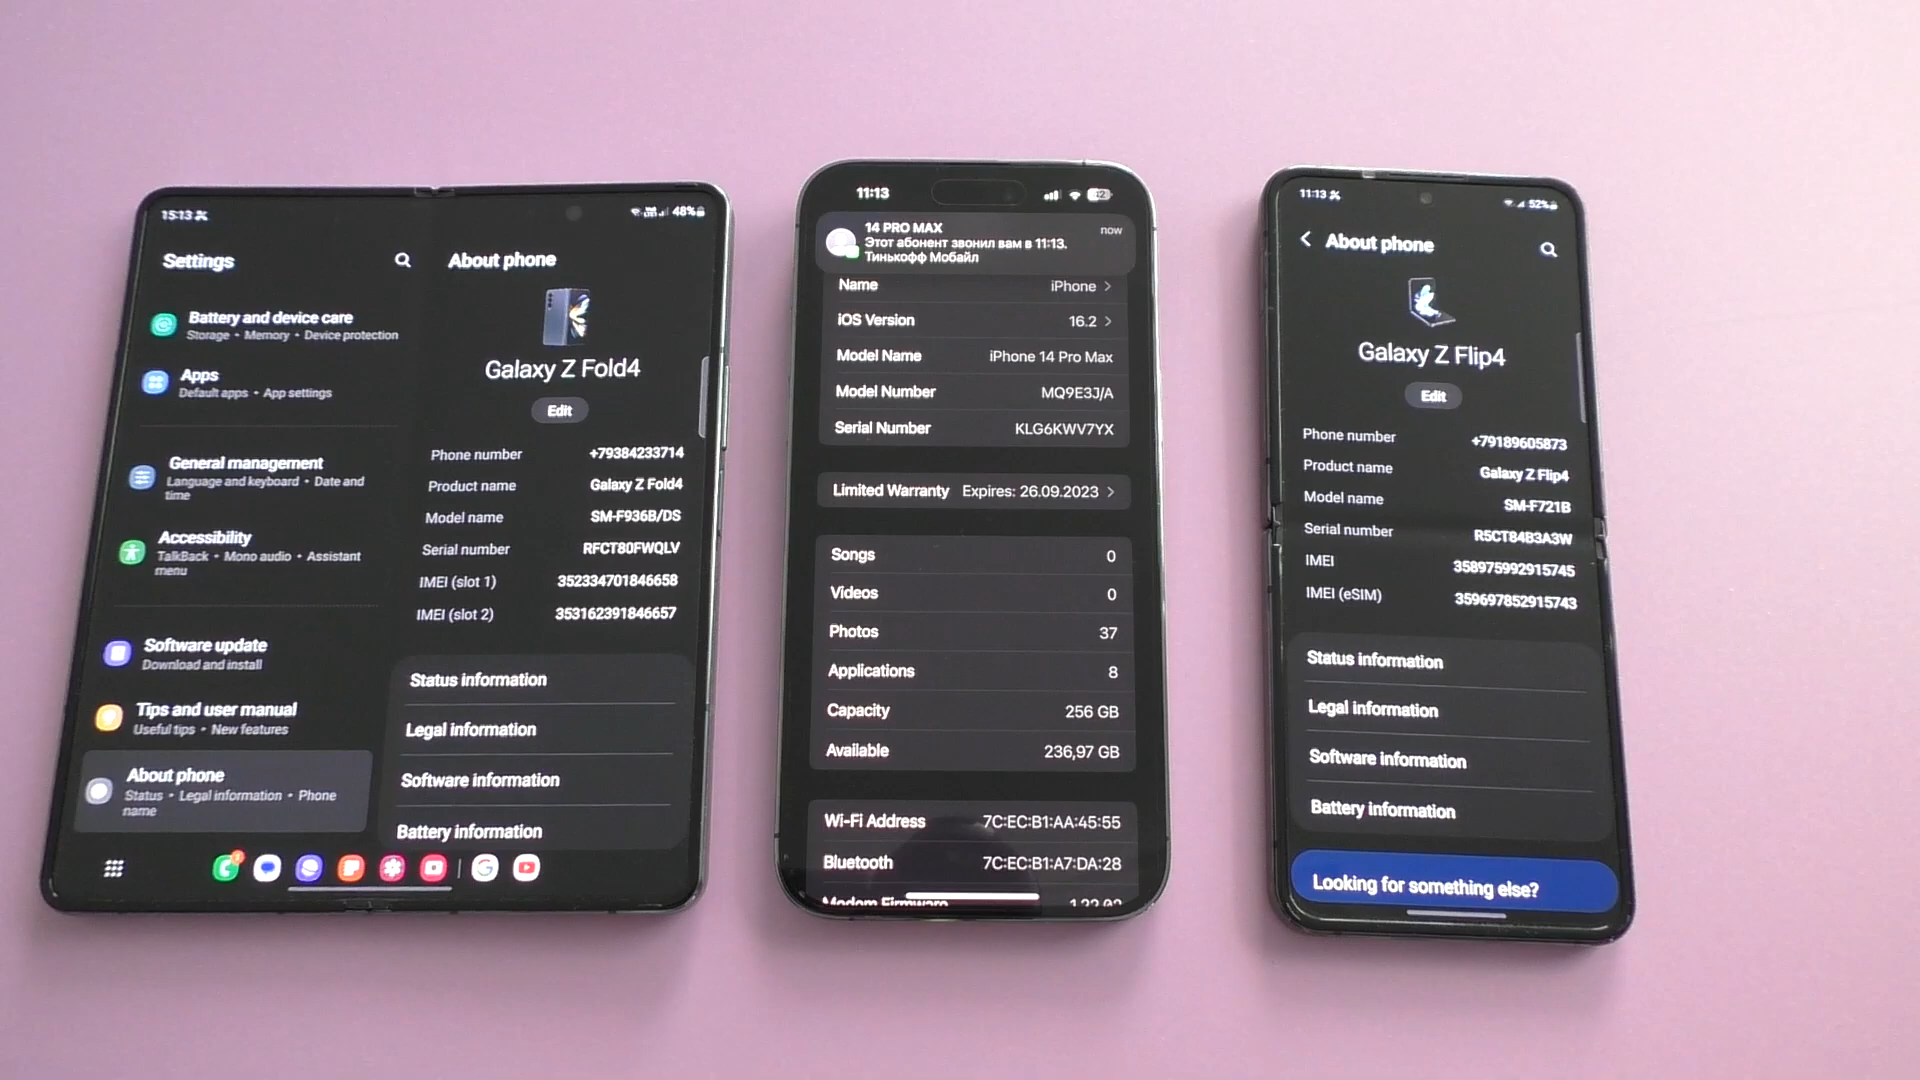 15:13
48%
Settings
Battery and device care
Storage • Memory • Device protection
Apps
Default apps • App settings
General management
Language and keyboard • Date and
time
Accessibility
TalkBack • Mono audio • Assistant
menu
Software update
Download and install
Tips and user manual
Useful tips • New features
About phone
Status • Legal information • Phone
name
About phone
Galaxy Z Fold4
Edit
Phone number +79384233714
Product name Galaxy Z Fold4
Model name SM-F936B/DS
Serial number RFCT80FWQLV
IMEI (slot 1) 352334701846658
IMEI (slot 2) 353162391846657
Status information
Legal information
Software information
Battery information
11:13
14 PRO MAX now
Этот абонент звонил вам в 11:13.
Тинькофф Мобайл
Name iPhone
iOS Version 16.2
Model Name iPhone 14 Pro Max
Model Number MQ9E3J/A
Serial Number KLG6KWV7YX
Limited Warranty Expires: 26.09.2023
Songs 0
Videos 0
Photos 37
Applications 8
Capacity 256 GB
Available 236,97 GB
Wi-Fi Address 7C:EC:B1:AA:45:55
Bluetooth 7C:EC:B1:A7:DA:28
Modem Firmware 1.22.02
11:13 52%
About phone
Galaxy Z Flip4
Edit
Phone number +79189605873
Product name Galaxy Z Flip4
Model name SM-F721B
Serial number R5CT84B3A3W
IMEI 358975992915745
IMEI (eSIM) 359697852915743
Status information
Legal information
Software information
Battery information
Looking for something else?